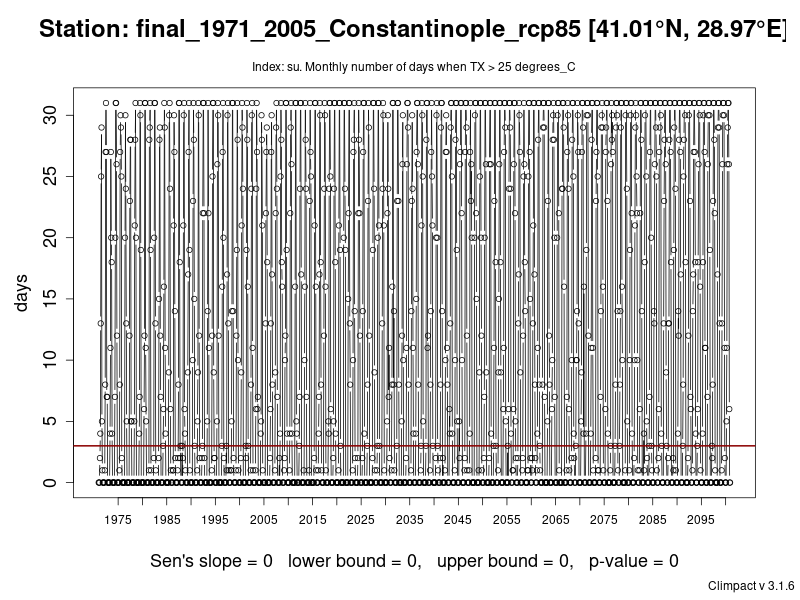 Station: final_1971_2005_Constantinople_rcp85 [41.01°N, 28.97°E]
Index: su. Monthly number of days when TX > 25 degrees_C
days
30
25
20
15
10
5
0
1975 1985 1995 2005 2015 2025 2035 2045 2055 2065 2075 2085 2095
Sen's slope = 0 lower bound = 0, upper bound = 0, p-value = 0
Climpact v 3.1.6